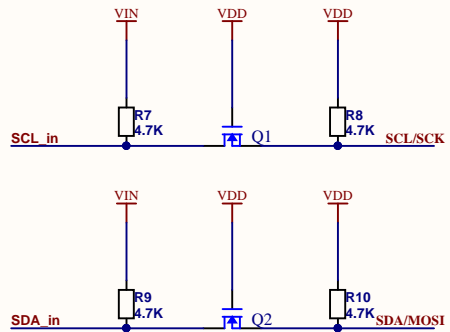 VIN VDD VDD
R7 R8
4.7K Q1 4.7K
SCL_in SCL/SCK
VIN VDD VDD
R9 R10
4.7K Q2 4.7K
SDA_in SDA/MOSI